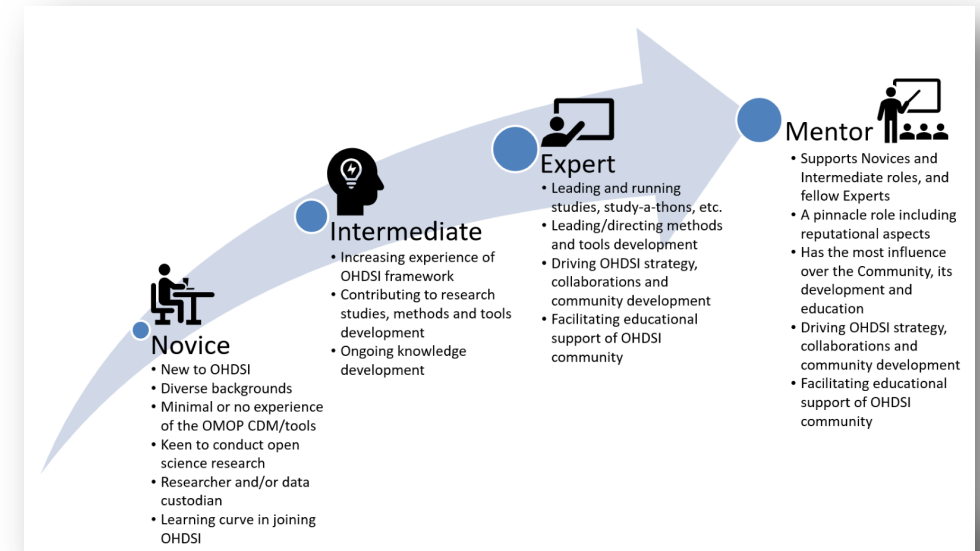 Novice
• New to OHDSI
• Diverse backgrounds
• Minimal or no experience
of the OMOP CDM/tools
• Keen to conduct open
science research
• Researcher and/or data
custodian
• Learning curve in joining
OHDSI
Intermediate
• Increasing experience of
OHDSI framework
• Contributing to research
studies, methods and tools
development
• Ongoing knowledge
development
Expert
• Leading and running
studies, study-a-thons, etc.
• Leading/directing methods
and tools development
• Driving OHDSI strategy,
collaborations and
community development
• Facilitating educational
support of OHDSI
community
Mentor
• Supports Novices and
Intermediate roles, and
fellow Experts
• A pinnacle role including
reputational aspects
• Has the most influence
over the Community, its
development and
education
• Driving OHDSI strategy,
collaborations and
community development
• Facilitating educational
support of OHDSI
community